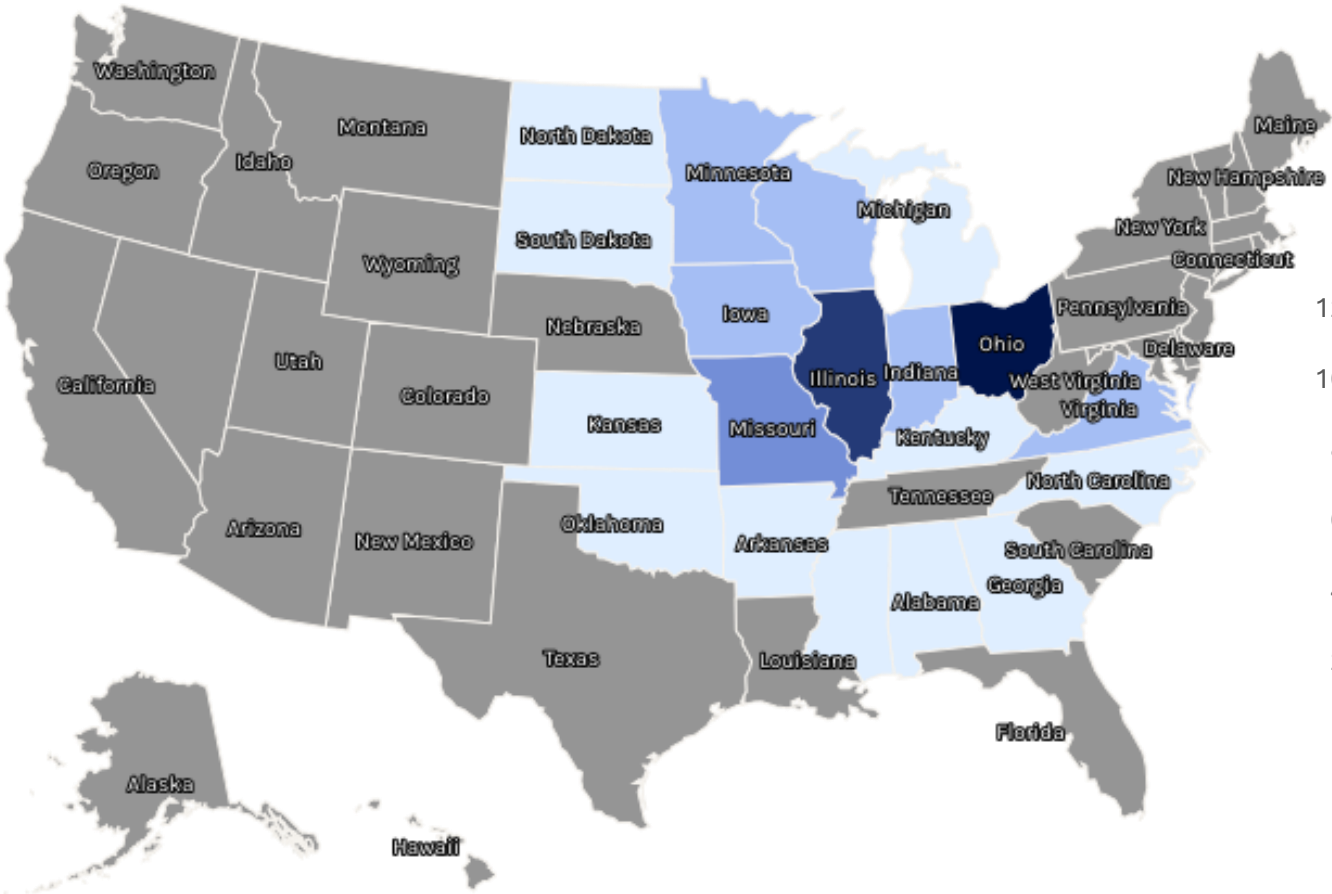 Washington
Montana
North Dakota
Minnesota
Maine
Oregon
Idaho
New Hampshire
Michigan
New York
South Dakota
Wyoming
Connecticut
Iowa
Pennsylvania
Nebraska
Ohio
Delaware
Utah
California
Colorado
Illinois
Indiana
West Virginia
Virginia
Kansas
Missouri
Kentucky
North Carolina
Tennessee
Arizona
New Mexico
Oklahoma
Arkansas
South Carolina
Georgia
Alabama
Texas
Louisiana
Florida
Alaska
Hawaii